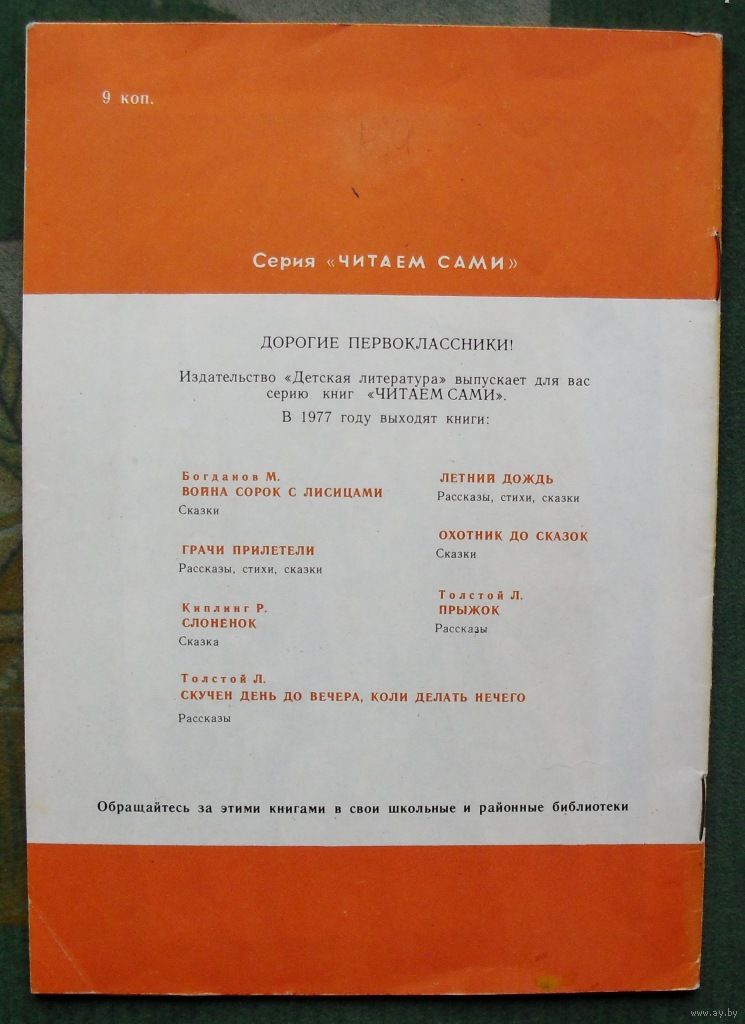 9 коп.
Серия «ЧИТАЕМ САМИ»
ДОРОГИЕ ПЕРВОКЛАССНИКИ!
Издательство «Детская литература» выпускает для вас
серию книг «ЧИТАЕМ САМИ».
В 1977 году выходят книги:
Богданов М.
ВОЙНА СОРОК С ЛИСИЦАМИ
Сказки
ГРАЧИ ПРИЛЕТЕЛИ
Рассказы, стихи, сказки
Киплинг Р.
СЛОНЕНОК
Сказка
ЛЕТНИЙ ДОЖДЬ
Рассказы, стихи, сказки
ОХОТНИК ДО СКАЗОК
Сказки
Толстой Л.
ПРЫЖОК
Рассказы
Толстой Л.
СКУЧЕН ДЕНЬ ДО ВЕЧЕРА, КОЛИ ДЕЛАТЬ НЕЧЕГО
Рассказы
Обращайтесь за этими книгами в свои школьные и районные библиотеки
www.ay.by